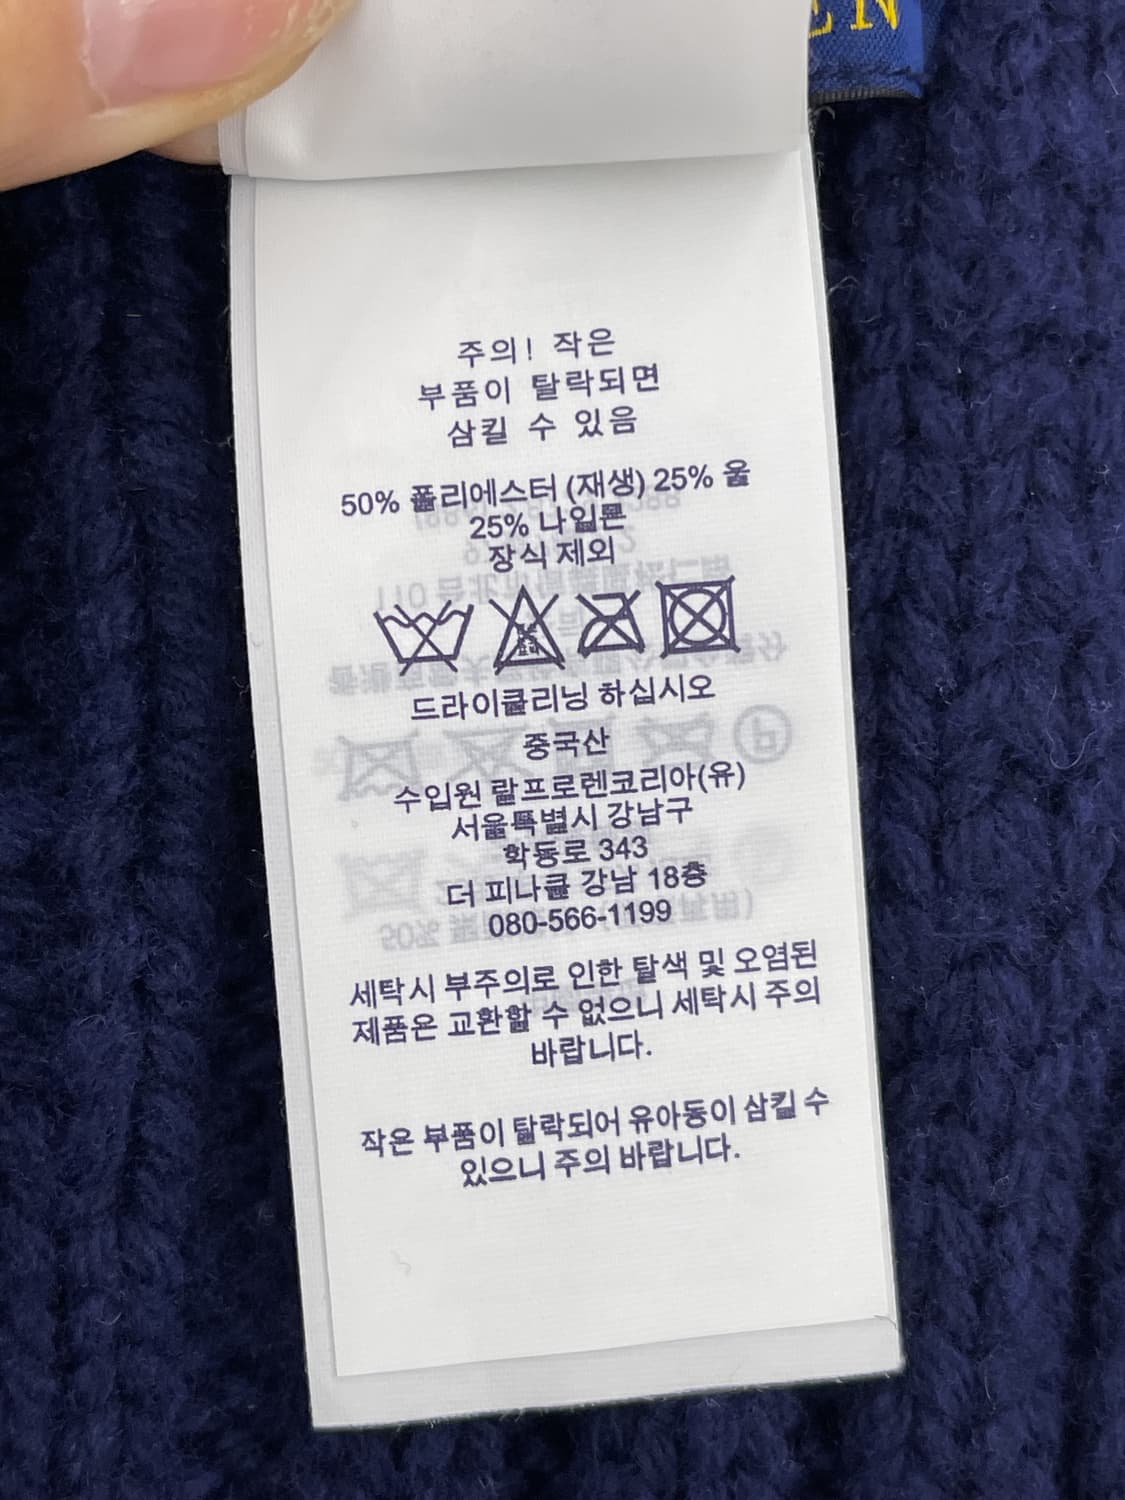 EN
주의! 작은
부품이 탈락되면
삼킬 수 있음
50% 폴리에스터 (재생) 25% 울
25% 나일론
장식 제외
드라이클리닝 하십시오
중국산
수입원 랄프로렌코리아(유)
서울특별시 강남구
학동로 343
더 피나클 강남 18층
080-566-1199
세탁시 부주의로 인한 탈색 및 오염된
제품은 교환할 수 없으니 세탁시 주의
바랍니다.
작은 부품이 탈락되어 유아동이 삼킬 수
있으니 주의 바랍니다.